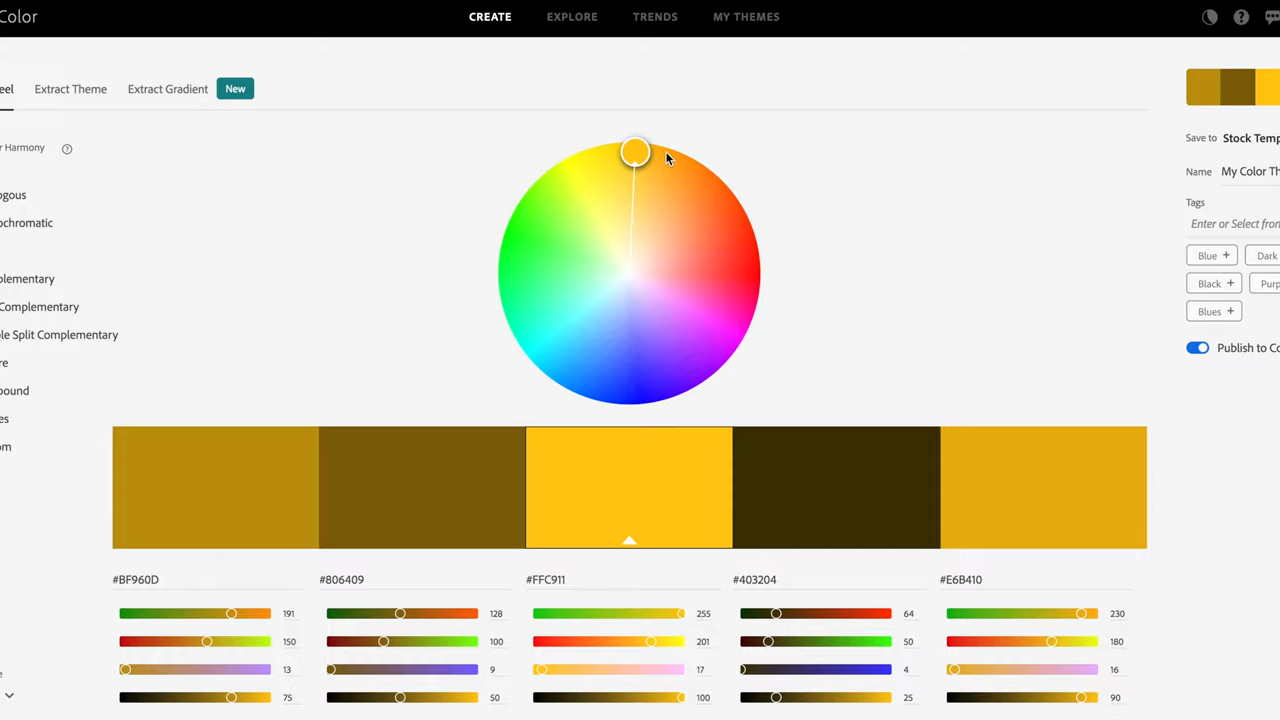 Color
CREATE
EXPLORE
TRENDS
MY THEMES
eel
Extract Theme
Extract Gradient
New
r Harmony
ogous
ochromatic
plementary
Complementary
le Split Complementary
re
bound
es
om
Save to
Stock Temp
Name
My Color Th
Tags
Enter or Select from
Blue +
Dark
Black +
Purp
Blues +
Publish to Co
#BF960D
#806409
#FFC911
#403204
#E6B410
191
128
255
64
230
150
100
201
50
180
13
9
17
4
16
75
50
100
25
90